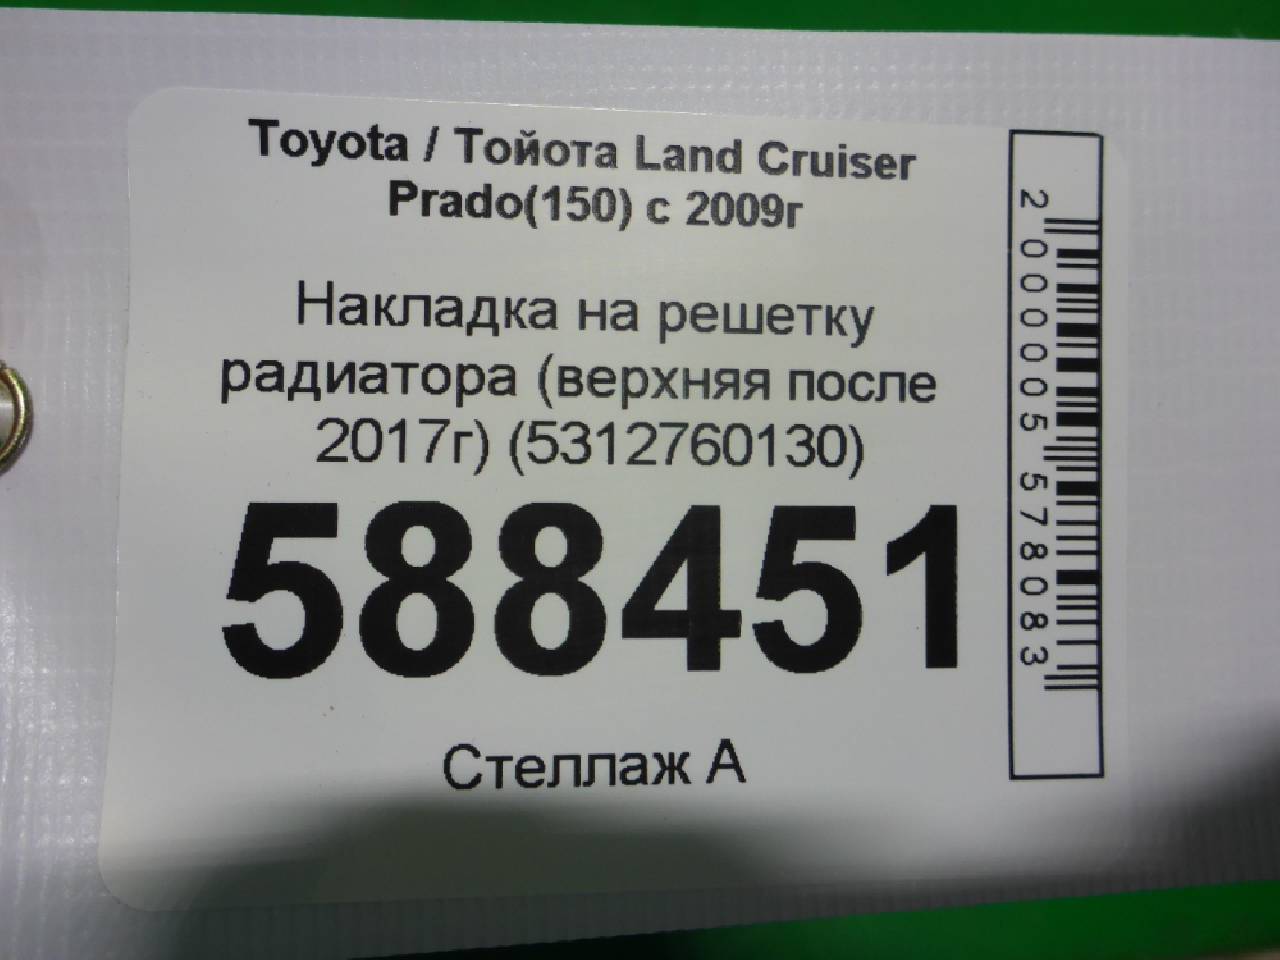 Toyota / Тойота Land Cruiser
Prado(150) с 2009г
Накладка на решетку
радиатора (верхняя после
2017г) (5312760130)
588451
Стеллаж А
2000005578083